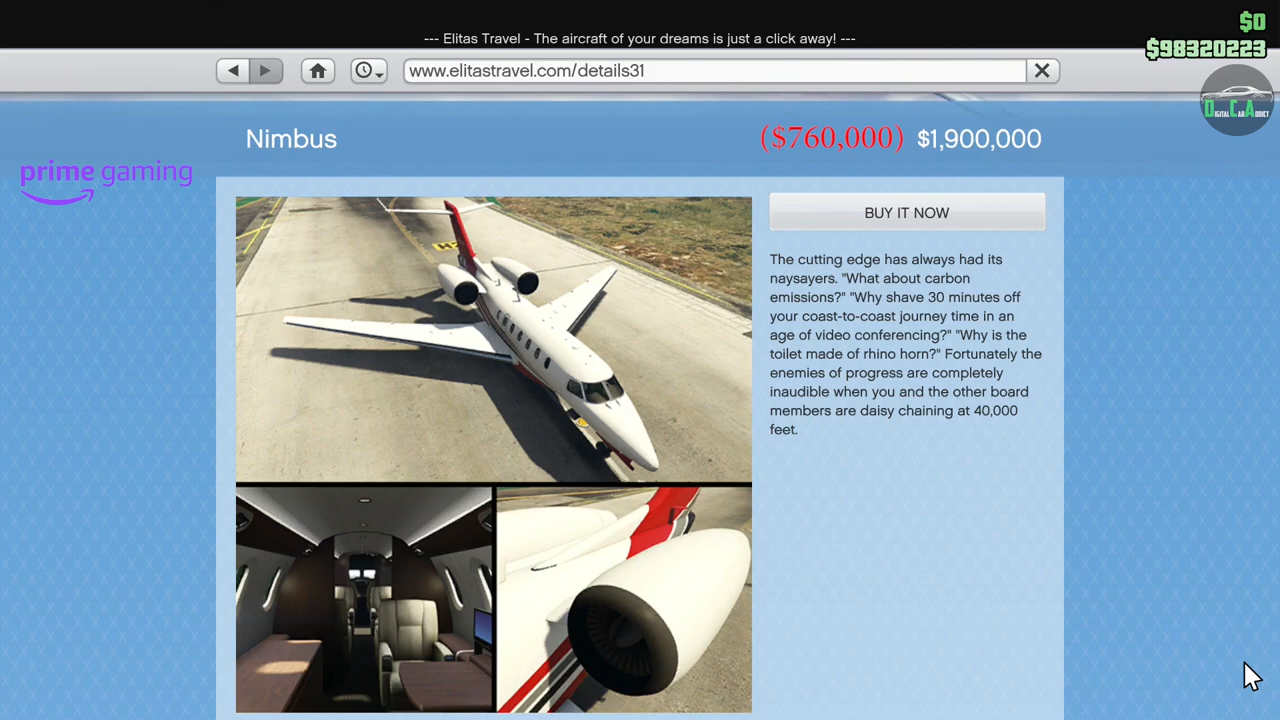 --- Elitas Travel - The aircraft of your dreams is just a click away! ---
$0
$98320223
www.elitastravel.com/details31
DIGITAL CAR ADDICT
Nimbus
($760,000) $1,900,000
prime gaming
BUY IT NOW
The cutting edge has always had its
naysayers. "What about carbon
emissions?" "Why shave 30 minutes off
your coast-to-coast journey time in an
age of video conferencing?" "Why is the
toilet made of rhino horn?" Fortunately the
enemies of progress are completely
inaudible when you and the other board
members are daisy chaining at 40,000
feet.